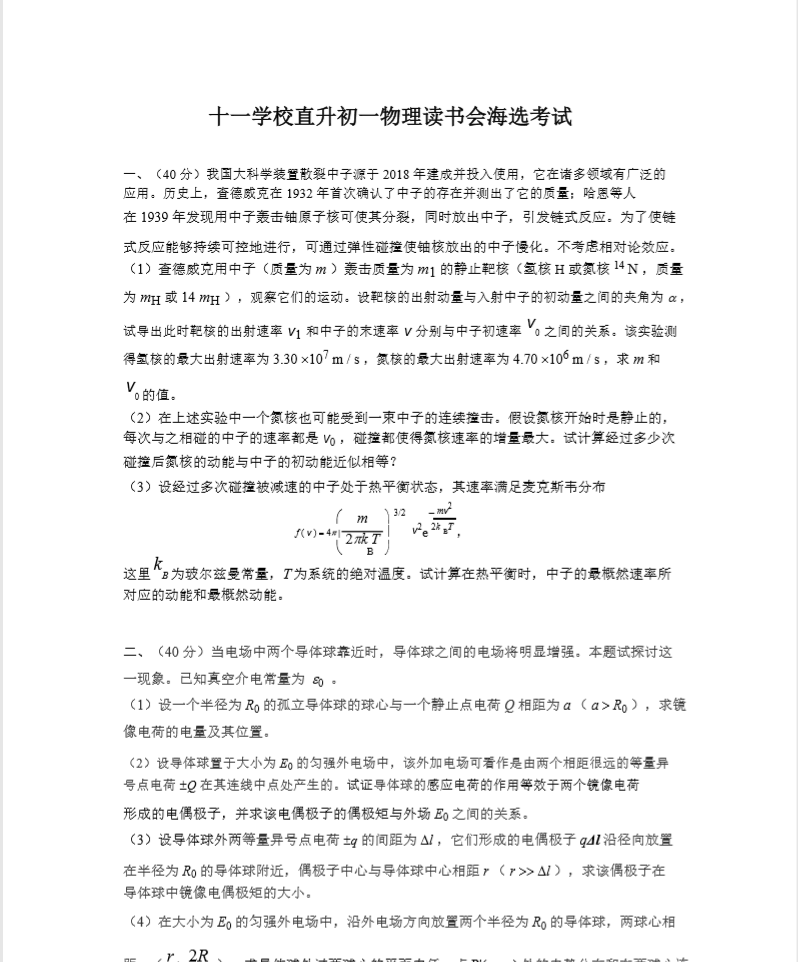 十一学校直升初一物理读书会海选考试
一、（40 分）我国大科学装置散裂中子源于 2018 年建成并投入使用，它在诸多领域有广泛的
应用。历史上，查德威克在 1932 年首次确认了中子的存在并测出了它的质量；哈恩等人
在 1939 年发现用中子轰击铀原子核可使其分裂，同时放出中子，引发链式反应。为了使链
式反应能够持续可控地进行，可通过弹性碰撞使铀核放出的中子慢化。不考虑相对论效应。
（1）查德威克用中子（质量为 m ）轰击质量为 m1 的静止靶核（氢核 H 或氮核 14 N ，质量
为 mH 或 14 mH ），观察它们的运动。设靶核的出射动量与入射中子的初动量之间的夹角为 α ，
试导出此时靶核的出射速率 v1 和中子的末速率 v 分别与中子初速率 v0 之间的关系。该实验测
得氢核的最大出射速率为 3.30 ×10^7 m / s ，氮核的最大出射速率为 4.70 ×10^6 m / s ，求 m 和
v0 的值。
（2）在上述实验中一个氮核也可能受到一束中子的连续撞击。假设氮核开始时是静止的，
每次与之相碰的中子的速率都是 v0 ，碰撞都使得氮核速率的增量最大。试计算经过多少次
碰撞后氮核的动能与中子的初动能近似相等？
（3）设经过多次碰撞被减速的中子处于热平衡状态，其速率满足麦克斯韦分布
f(v) = 4π ( m / 2πkBT )^3/2 v^2 e^(− mv^2 / 2kBT) ，
这里 kB 为玻尔兹曼常量，T 为系统的绝对温度。试计算在热平衡时，中子的最概然速率所
对应的动能和最概然动能。
二、（40 分）当电场中两个导体球靠近时，导体球之间的电场将明显增强。本题试探讨这
一现象。已知真空介电常量为 ε0 。
（1）设一个半径为 R0 的孤立导体球的球心与一个静止点电荷 Q 相距为 a （ a > R0 ），求镜
像电荷的电量及其位置。
（2）设导体球置于大小为 E0 的匀强外电场中，该外加电场可看作是由两个相距很远的等量异
号点电荷 ±Q 在其连线中点处产生的。试证导体球的感应电荷的作用等效于两个镜像电荷
形成的电偶极子，并求该电偶极子的偶极矩与外场 E0 之间的关系。
（3）设导体球外两等量异号点电荷 ±q 的间距为 Δl ，它们形成的电偶极子 qΔl 沿径向放置
在半径为 R0 的导体球附近，偶极子中心与导体球中心相距 r （ r >> Δl ），求该偶极子在
导体球中镜像电偶极矩的大小。
（4）在大小为 E0 的匀强外电场中，沿外电场方向放置两个半径为 R0 的导体球，两球心相